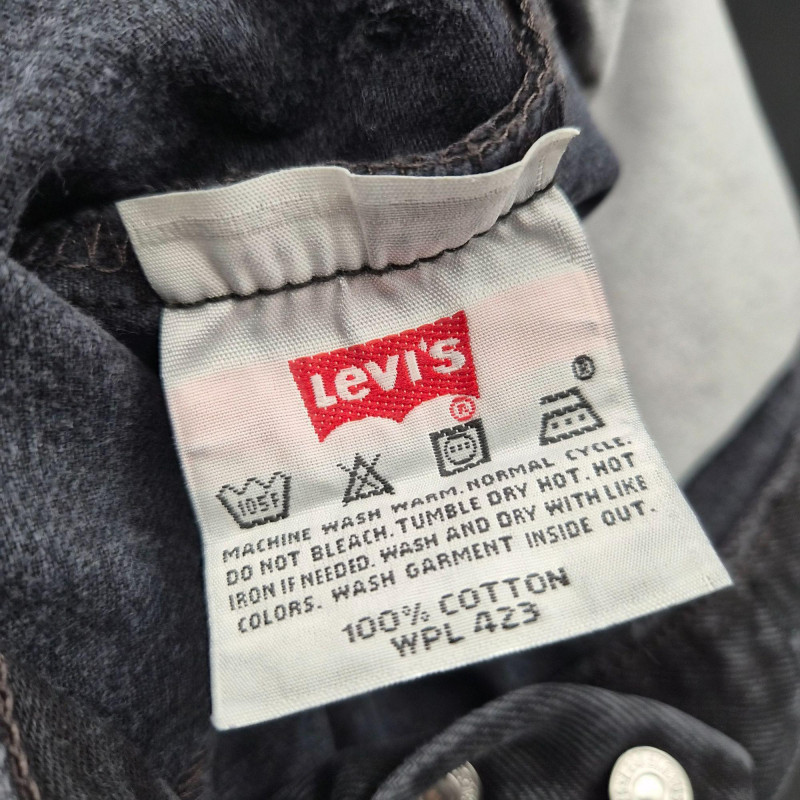 Levi's
®
105F
MACHINE WASH WARM. NORMAL CYCLE.
DO NOT BLEACH. TUMBLE DRY HOT. HOT
IRON IF NEEDED. WASH AND DRY WITH LIKE
COLORS. WASH GARMENT INSIDE OUT.
100% COTTON
WPL 423